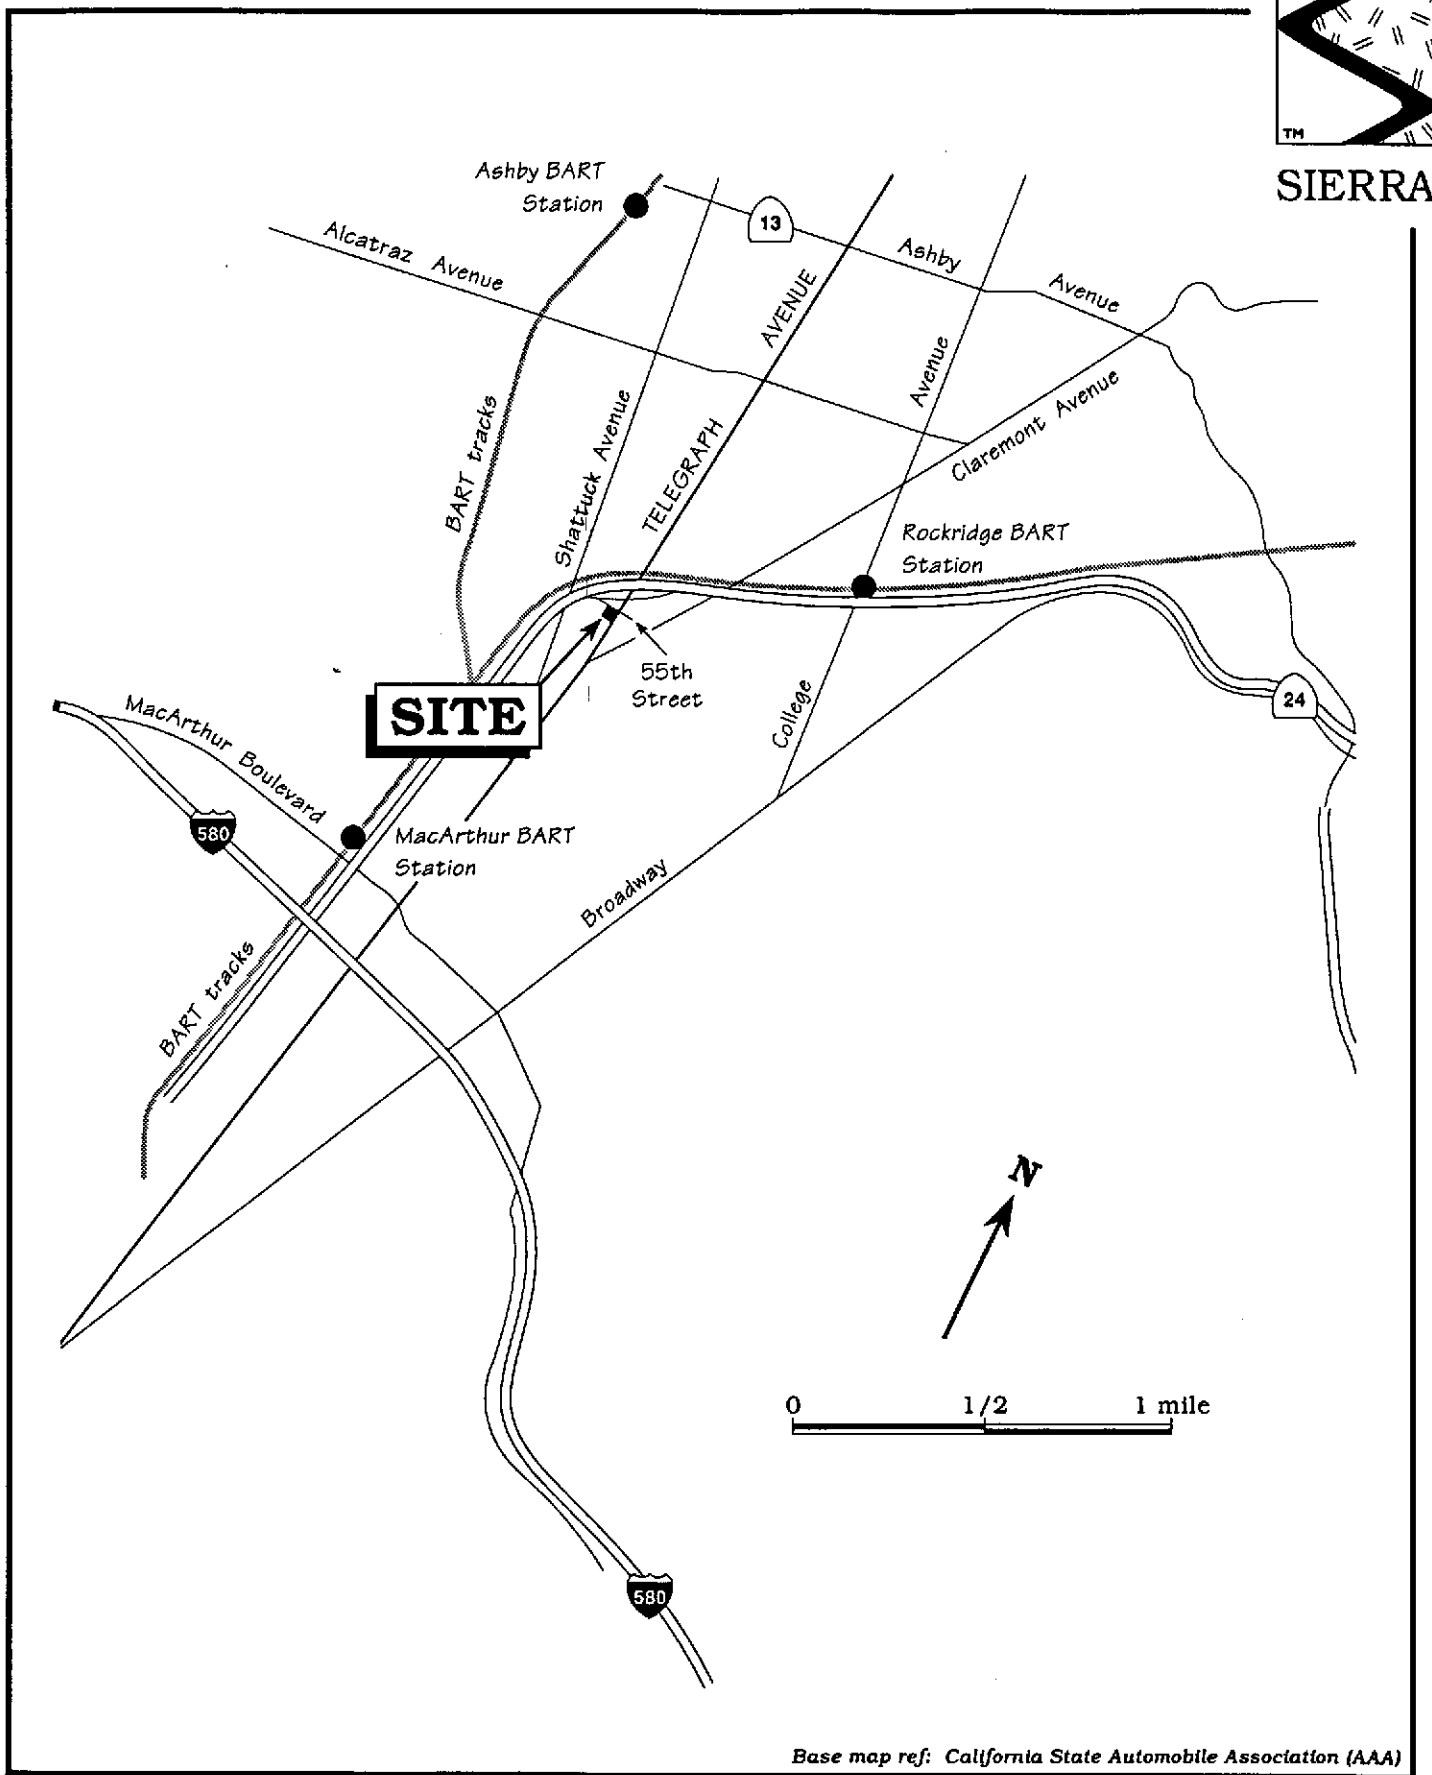 TM
SIERRA
Ashby BART
Station
13
Alcatraz Avenue
Ashby
Avenue
TELEGRAPH
AVENUE
Avenue
BART tracks
Shattuck Avenue
Claremont Avenue
Rockridge BART
Station
55th
Street
SITE
24
MacArthur Boulevard
College
580
MacArthur BART
Station
Broadway
BART tracks
N
0 1/2 1 mile
580
Base map ref: California State Automobile Association (AAA)